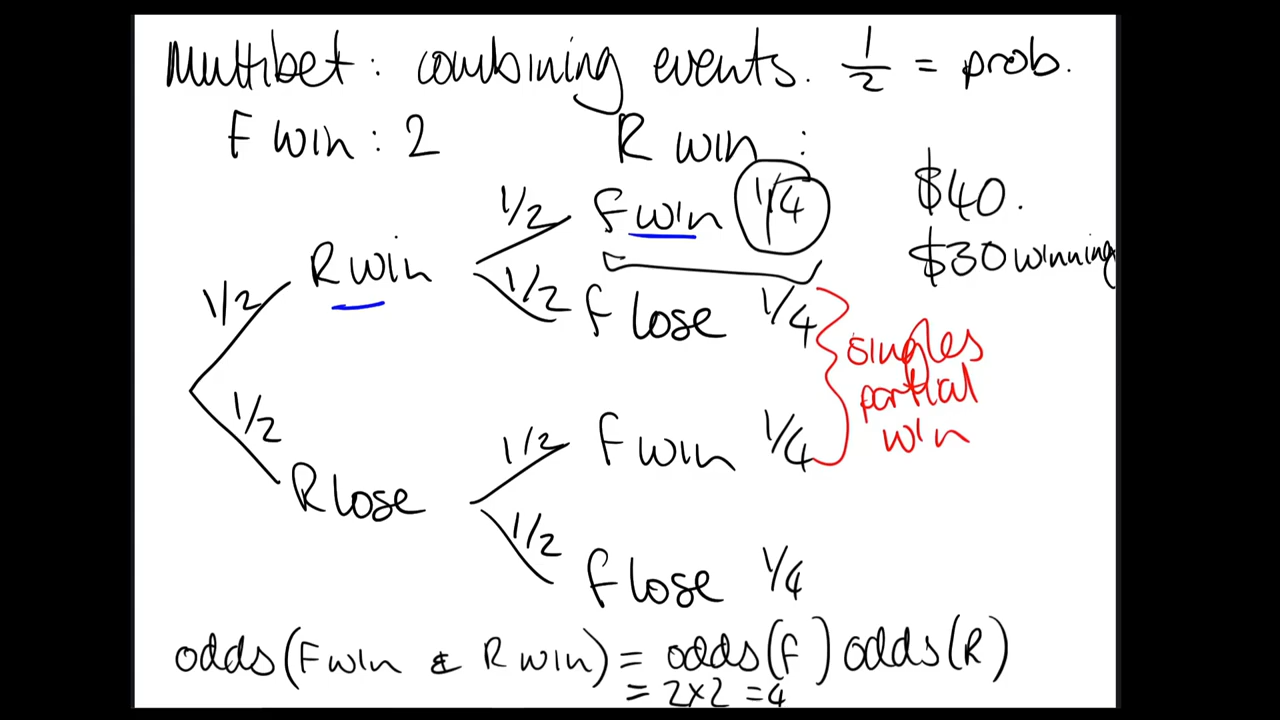 Multibet: combining events. 1/2 = prob.
F win: 2 R win:
$40.
$30 winning
1/2 F win 1/4
R win
1/2
1/2 F lose 1/4
singles
partial
win
1/2
1/2 F win 1/4
R lose
1/2
F lose 1/4
odds(F win & R win) = odds(F) odds(R)
= 2x2 = 4